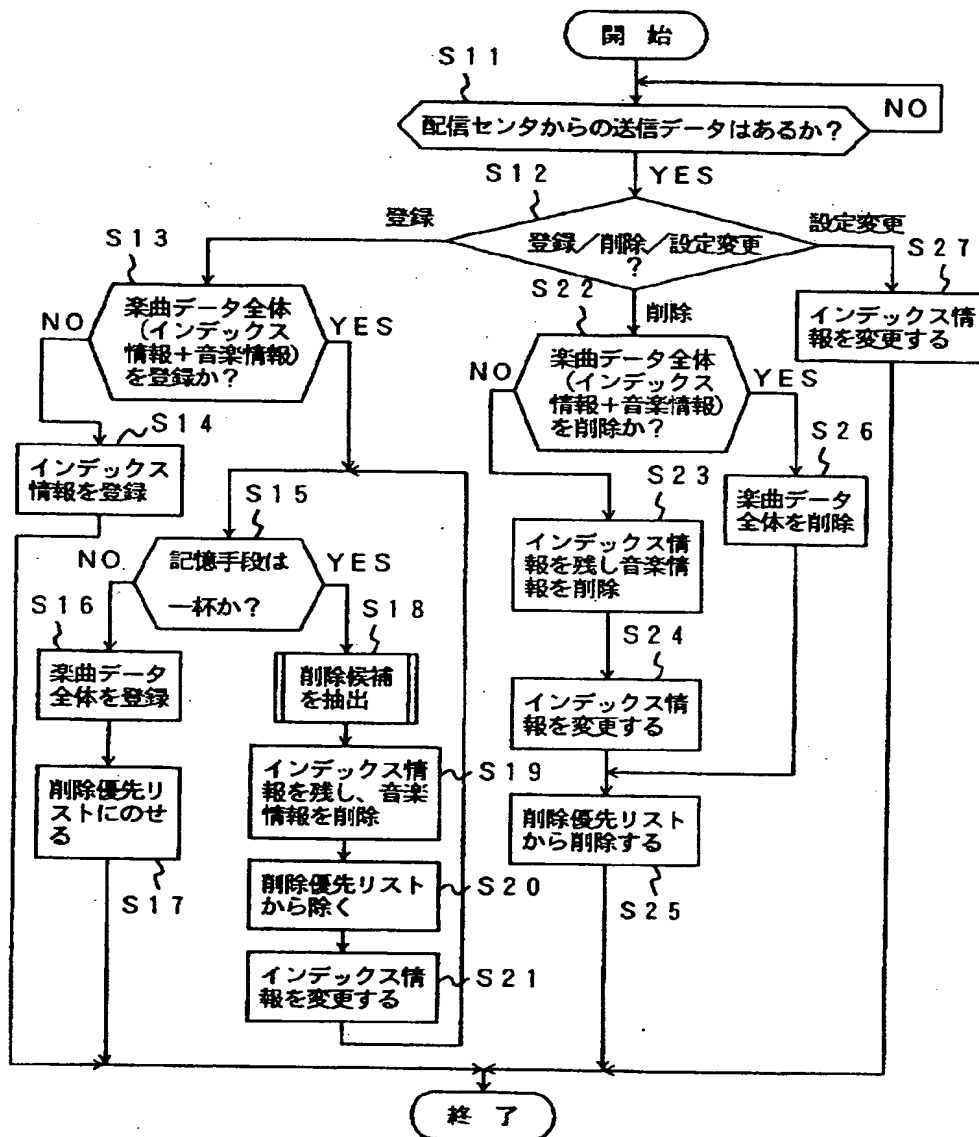 開 始
S11
NO
配信センタからの送信データはあるか?
S12
YES
登録
設定変更
登録/削除/設定変更
?
S13
S22
S27
楽曲データ全体
(インデックス
情報+音楽情報)
を登録か?
NO
YES
削除
インデックス情
報を変更する
楽曲データ全体
(インデックス
情報+音楽情報)
を削除か?
NO
YES
S14
インデックス
情報を登録
S26
楽曲データ
全体を削除
S15
S23
記憶手段は
一杯か?
NO
YES
インデックス情
報を残し音楽情
報を削除
S16
S18
楽曲データ
全体を登録
削除候補
を抽出
S24
インデックス情
報を変更する
インデックス情
報を残し、音楽
情報を削除
S19
削除優先リ
ストにのせ
る
S17
削除優先リスト
から削除する
S25
削除優先リスト
から除く
S20
インデックス情
報を変更する
S21
終 了